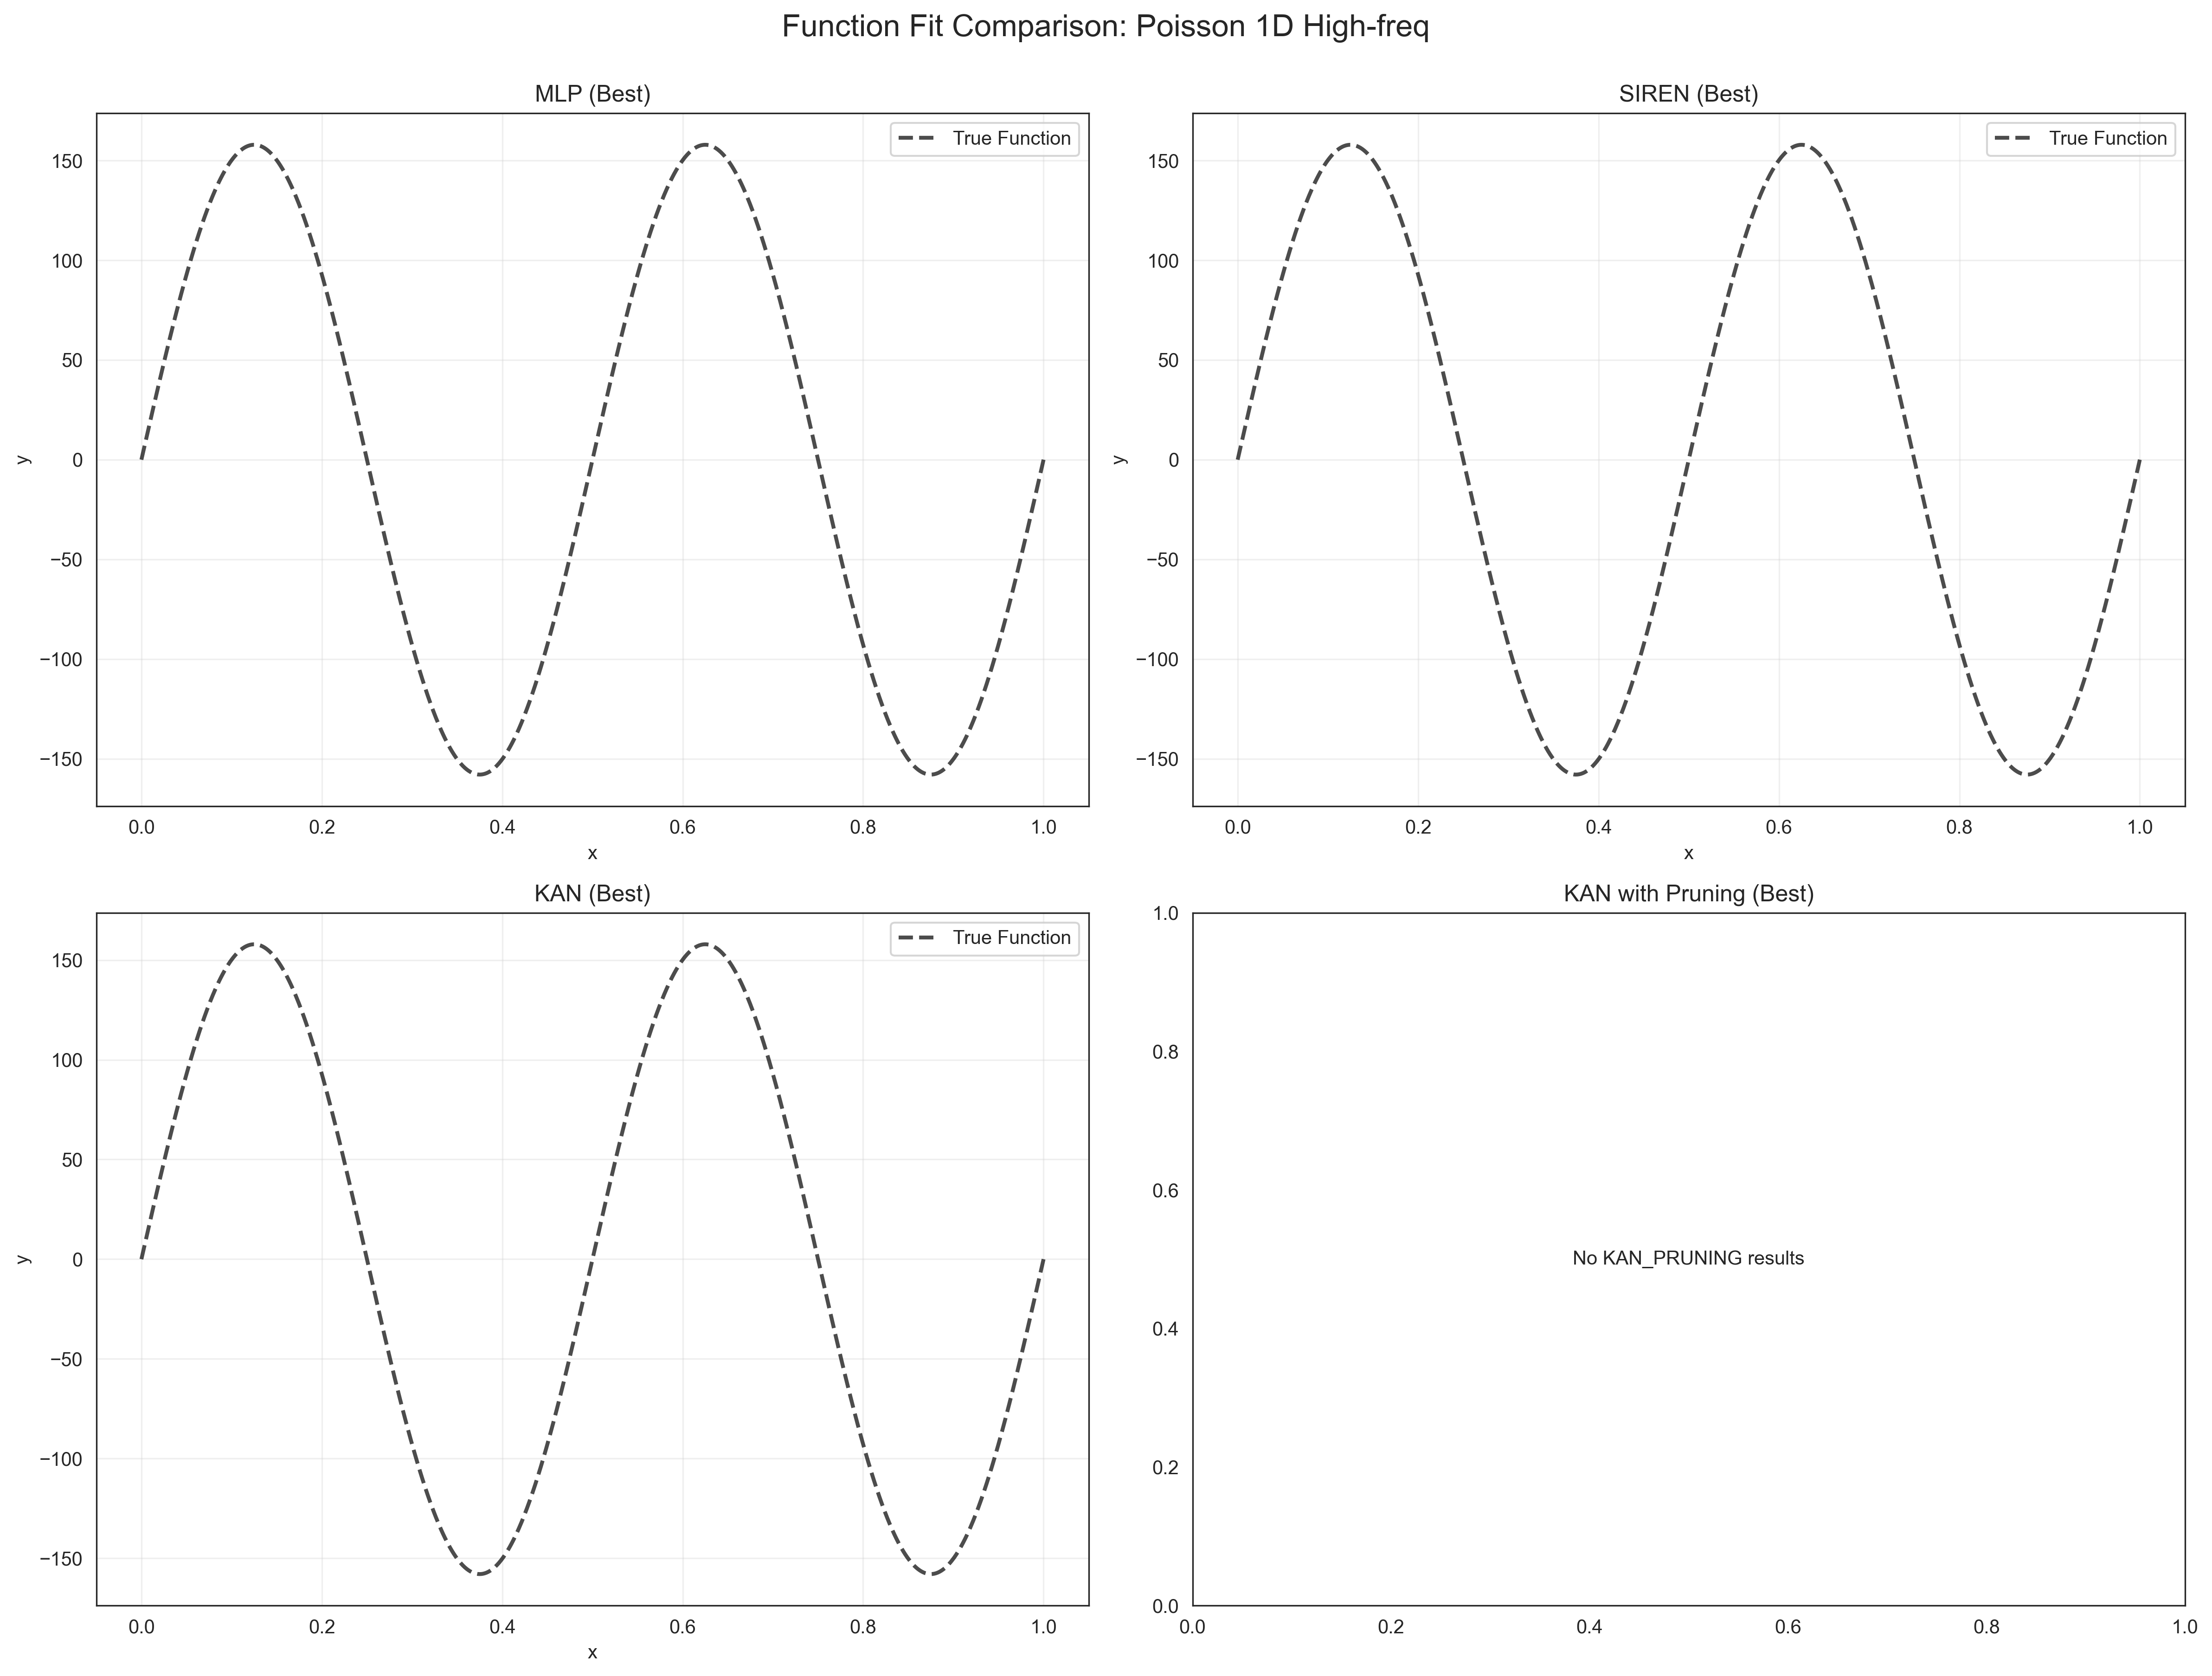 Function Fit Comparison: Poisson 1D High-freq
MLP (Best)
True Function
150
100
50
0
−50
−100
−150
y
0.0 0.2 0.4 0.6 0.8 1.0
x
SIREN (Best)
True Function
150
100
50
0
−50
−100
−150
y
0.0 0.2 0.4 0.6 0.8 1.0
x
KAN (Best)
True Function
150
100
50
0
−50
−100
−150
y
0.0 0.2 0.4 0.6 0.8 1.0
x
KAN with Pruning (Best)
1.0
0.8
0.6
No KAN_PRUNING results
0.4
0.2
0.0
0.0 0.2 0.4 0.6 0.8 1.0